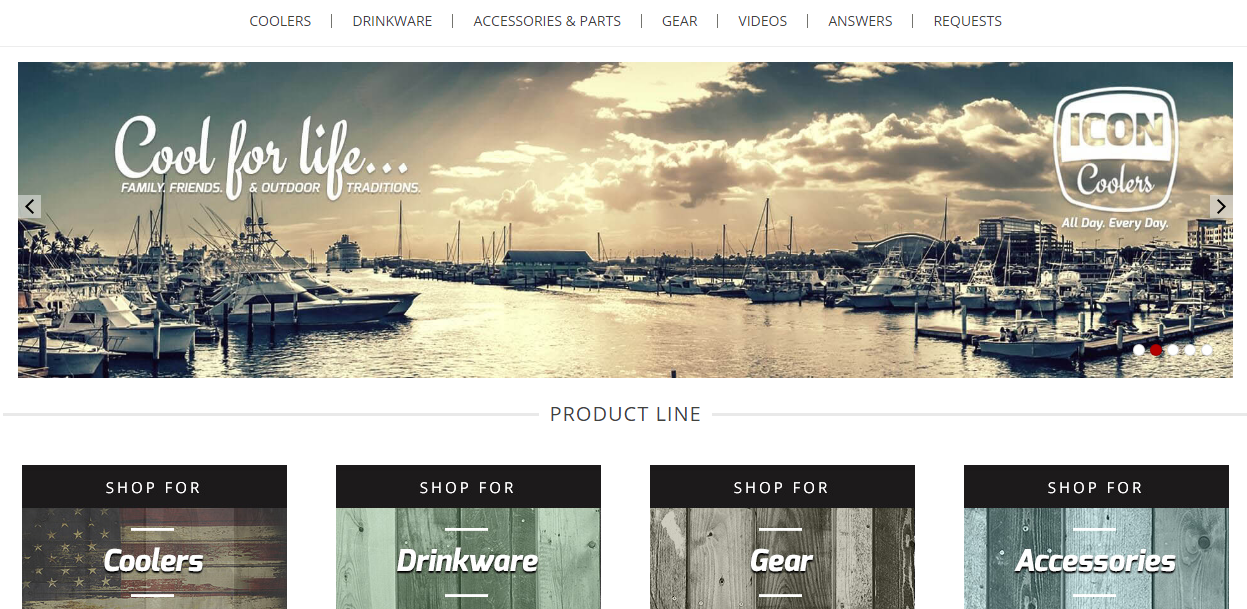 COOLERS | DRINKWARE | ACCESSORIES & PARTS | GEAR | VIDEOS | ANSWERS | REQUESTS
Cool for life...
FAMILY. FRIENDS. & OUTDOOR TRADITIONS.
ICON
Coolers
All Day. Every Day.
PRODUCT LINE
SHOP FOR
Coolers
SHOP FOR
Drinkware
SHOP FOR
Gear
SHOP FOR
Accessories